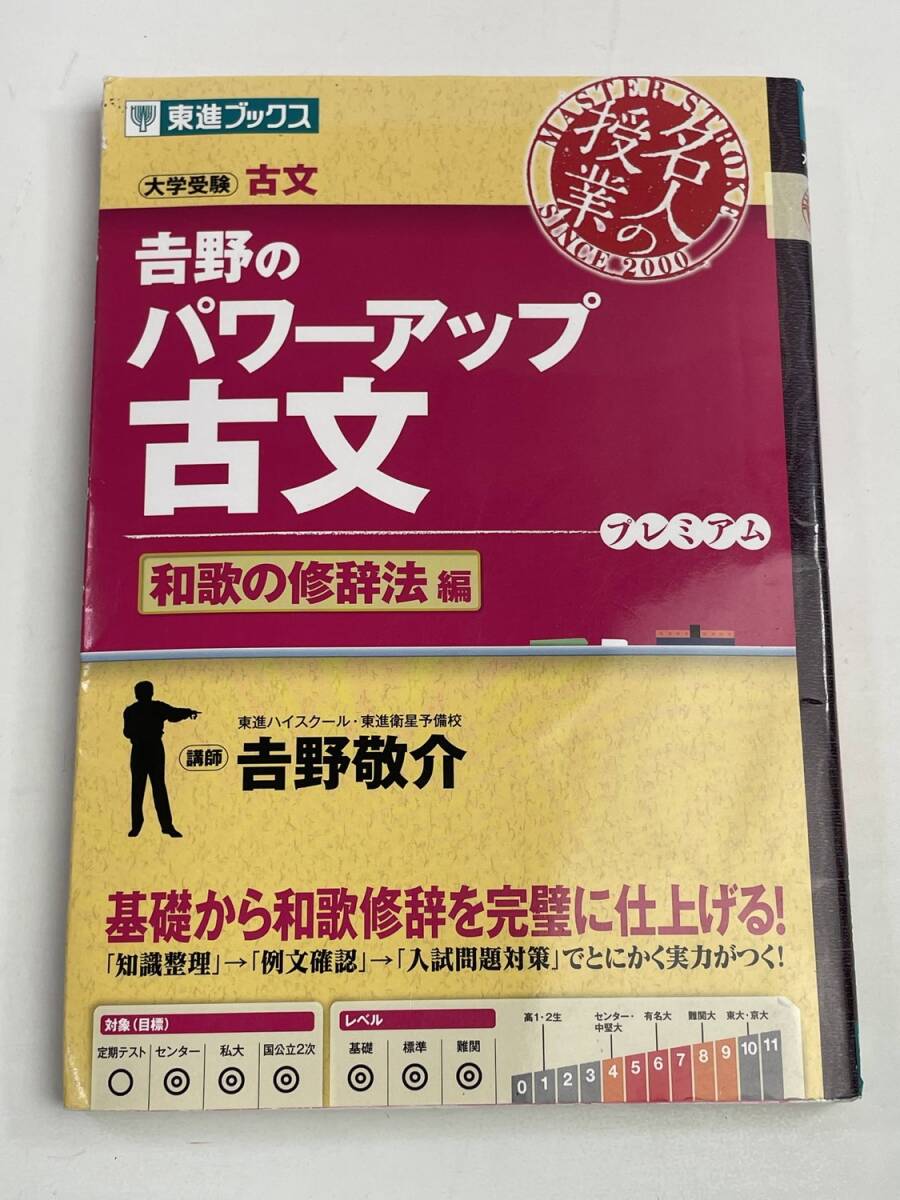 東進ブックス
MASTER STROKE
名人の
授業
SINCE 2000
大学受験 古文
𠮷野の
パワーアップ
古文
プレミアム
和歌の修辞法 編
東進ハイスクール・東進衛星予備校
講師 𠮷野敬介
基礎から和歌修辞を完璧に仕上げる!
「知識整理」→「例文確認」→「入試問題対策」でとにかく実力がつく!
対象(目標)
定期テスト センター 私大 国公立2次
○ ◎ ◎ ◎
レベル
基礎 標準 難関
◎ ◎ ◎
高1・2生 センター・中堅大 有名大 難関大 東大・京大
0 1 2 3 4 5 6 7 8 9 10 11